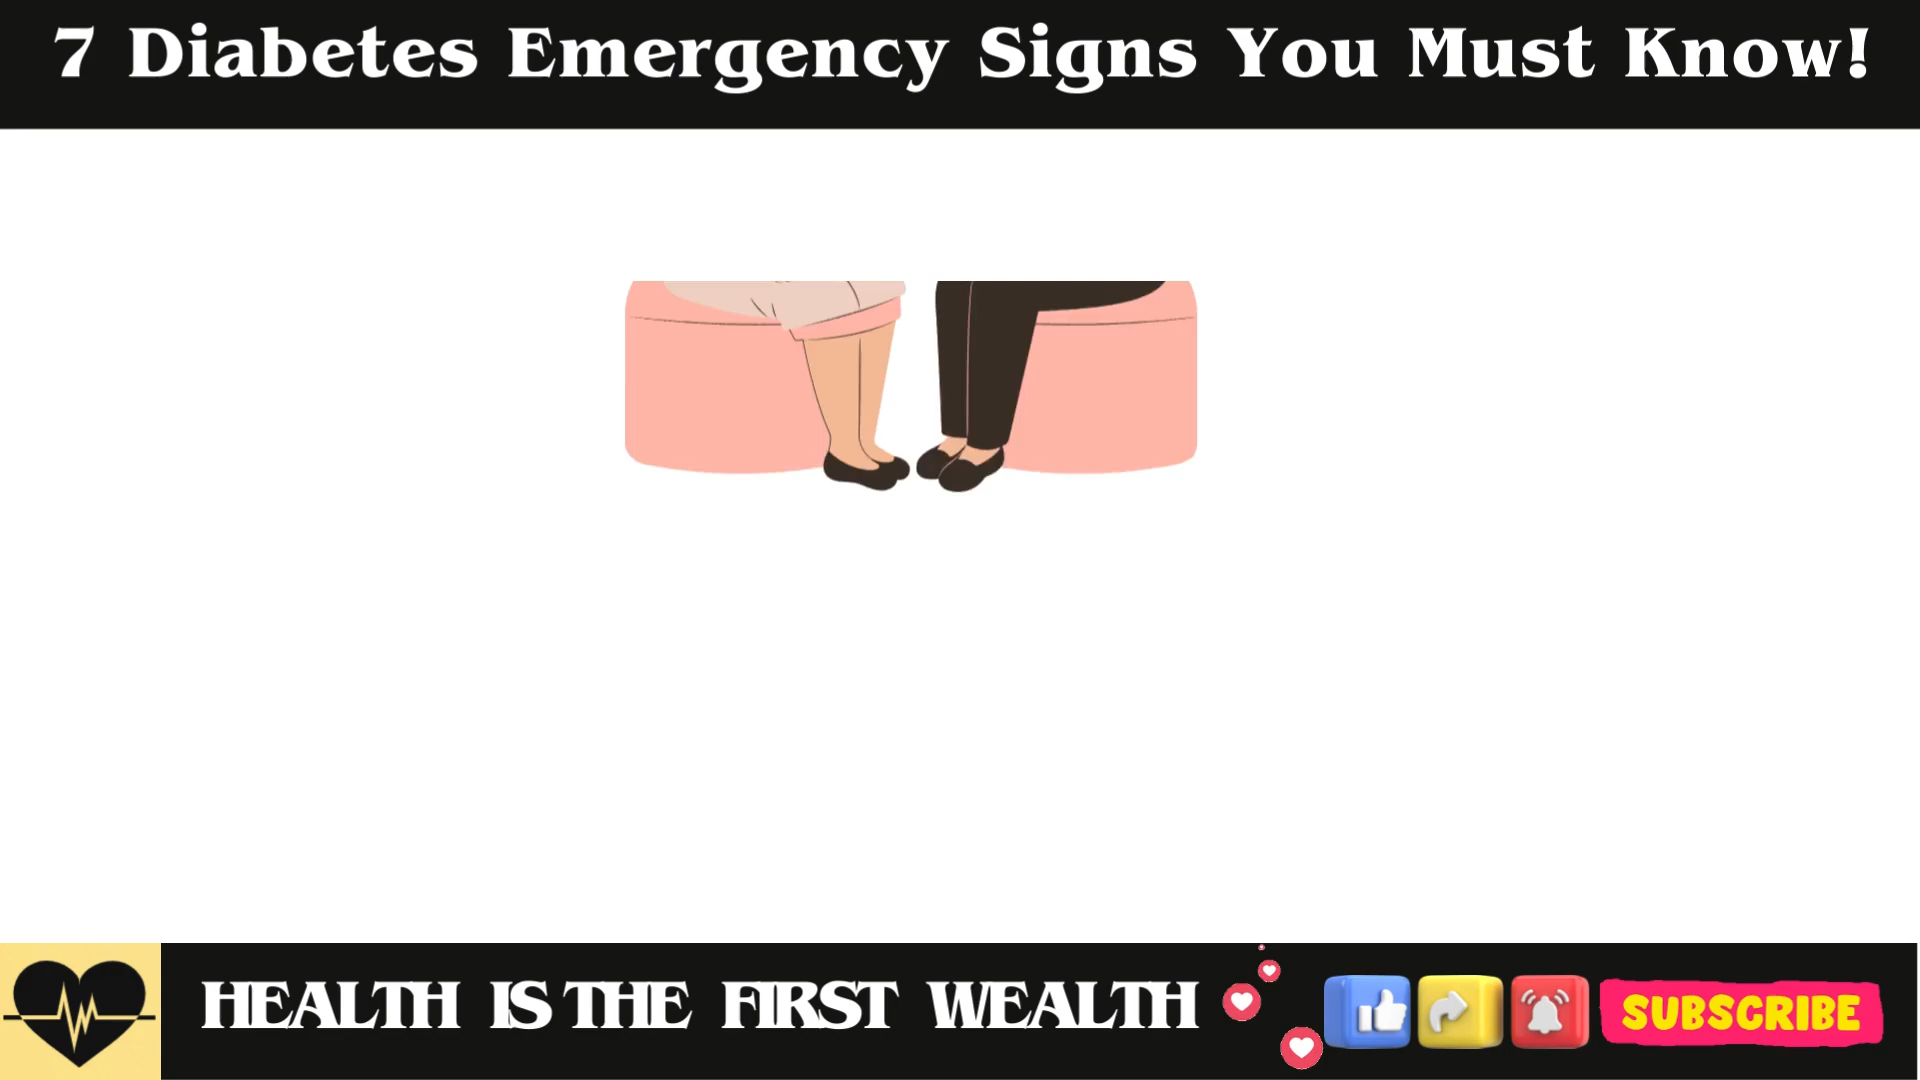 7 Diabetes Emergency Signs You Must Know!
HEALTH IS THE FIRST WEALTH
SUBSCRIBE